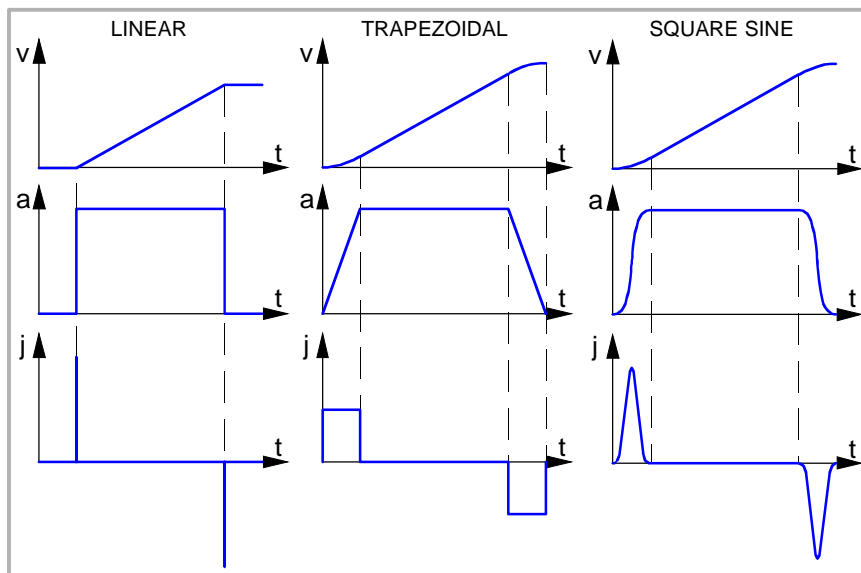 LINEAR TRAPEZOIDAL SQUARE SINE
v t v t v t
a t a t a t
j t j t j t